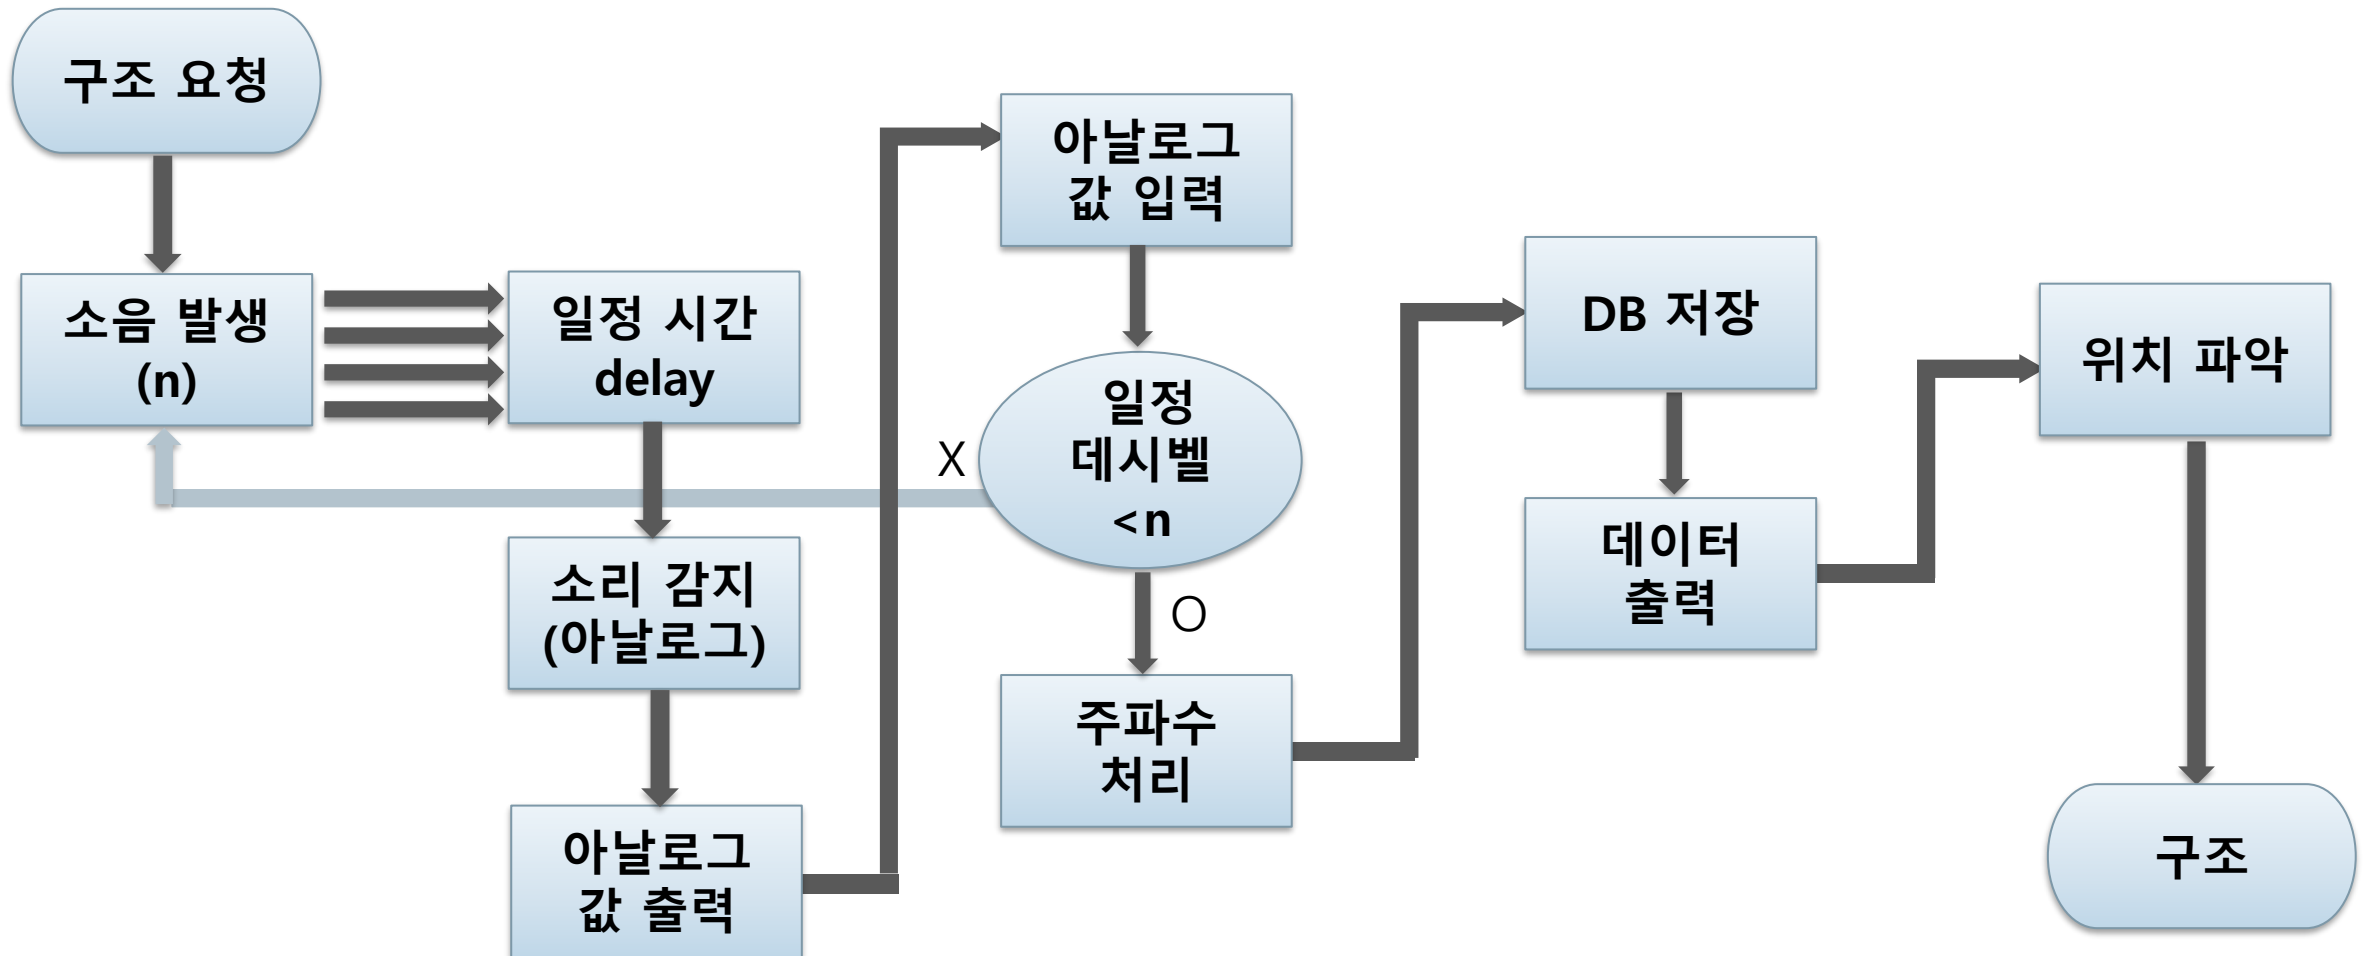 구조 요청
소음 발생
(n)
일정 시간
delay
소리 감지
(아날로그)
아날로그
값 출력
아날로그
값 입력
일정
데시벨
<n
X
O
주파수
처리
DB 저장
데이터
출력
위치 파악
구조